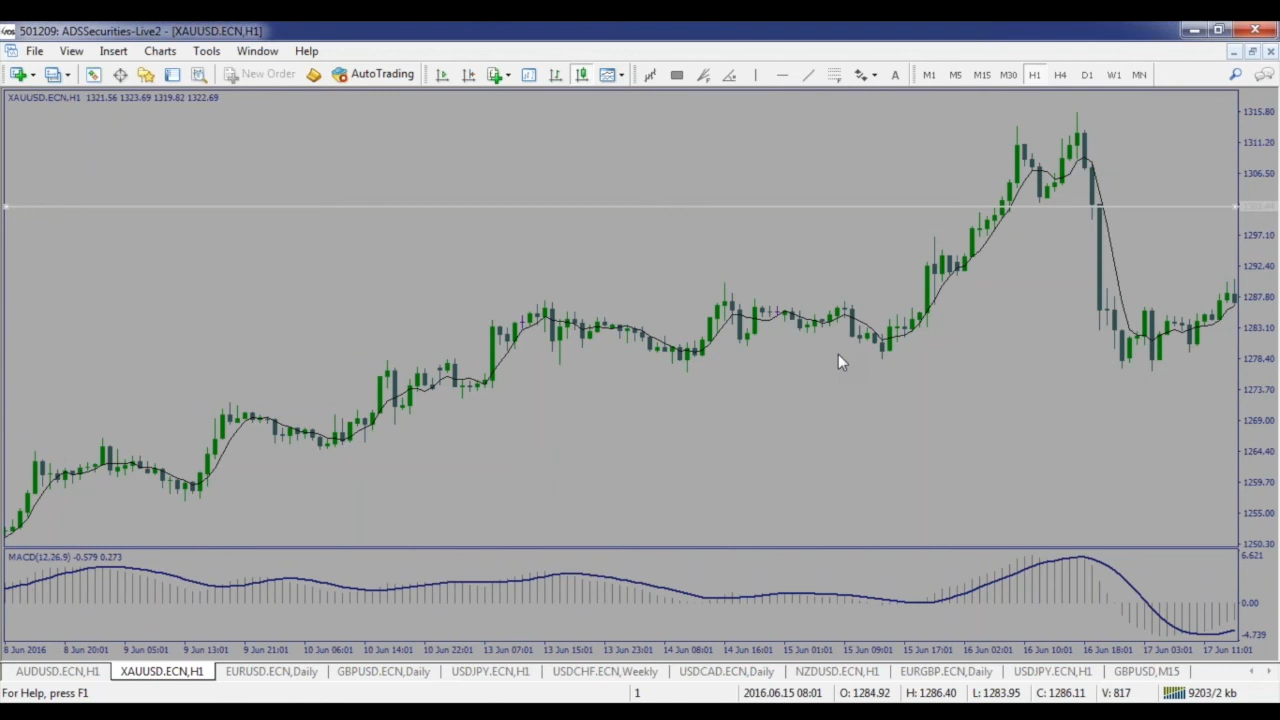 501209: ADSSecurities-Live2 - [XAUUSD.ECN,H1]
File View Insert Charts Tools Window Help
New Order AutoTrading A M1 M5 M15 M30 H1 H4 D1 W1 MN
XAUUSD.ECN,H1 1321.56 1323.69 1319.82 1322.69
1315.80
1311.20
1306.50
1297.10
1292.40
1287.80
1283.10
1278.40
1273.70
1269.00
1264.40
1259.70
1255.00
1250.30
MACD(12,26,9) -0.579 0.273
6.621
0.00
-4.739
8 Jun 2016 8 Jun 20:01 9 Jun 05:01 9 Jun 13:01 9 Jun 21:01 10 Jun 06:01 10 Jun 14:01 10 Jun 22:01 13 Jun 07:01 13 Jun 15:01 13 Jun 23:01 14 Jun 08:01 14 Jun 16:01 15 Jun 01:01 15 Jun 09:01 15 Jun 17:01 16 Jun 02:01 16 Jun 10:01 16 Jun 18:01 17 Jun 03:01 17 Jun 11:01
AUDUSD.ECN,H1 XAUUSD.ECN,H1 EURUSD.ECN,Daily GBPUSD.ECN,Daily USDJPY.ECN,H1 USDCHF.ECN,Weekly USDCAD.ECN,Daily NZDUSD.ECN,H1 EURGBP.ECN,Daily USDJPY.ECN,H1 GBPUSD,M15
For Help, press F1 1 2016.06.15 08:01 O: 1284.92 H: 1286.40 L: 1283.95 C: 1286.11 V: 817 9203/2 kb